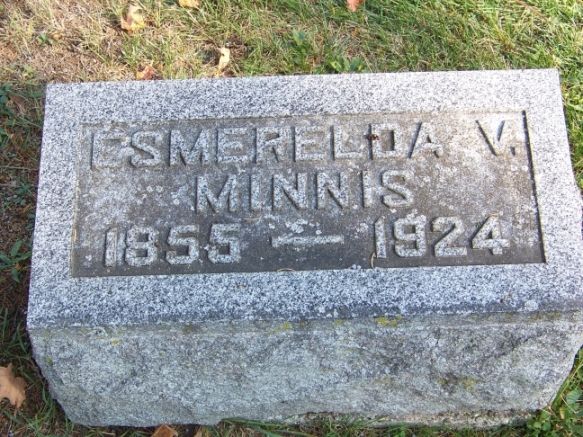 ESMERELDA V.
MINNIS
1855 — 1924